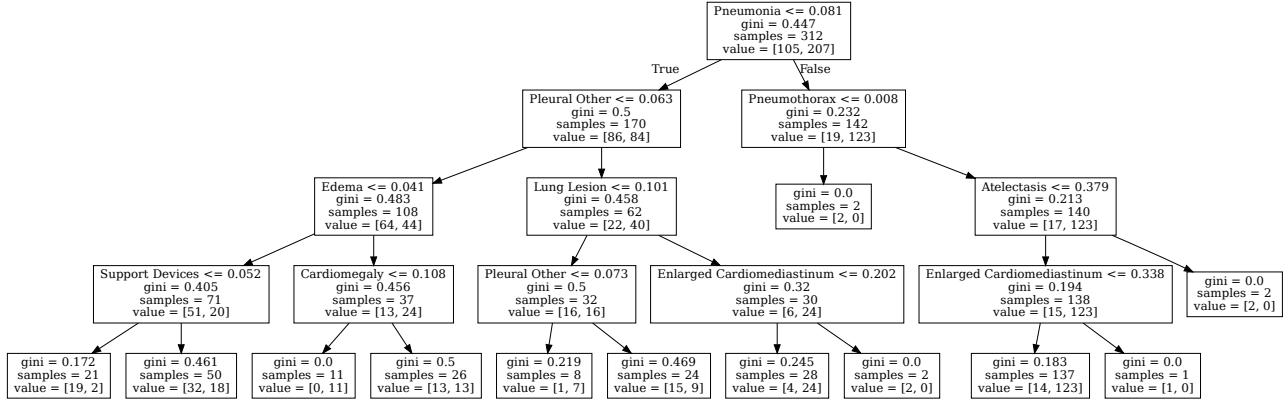 Pneumonia <= 0.081
gini = 0.447
samples = 312
value = [105, 207]
True
False
Pleural Other <= 0.063
gini = 0.5
samples = 170
value = [86, 84]
Pneumothorax <= 0.008
gini = 0.232
samples = 142
value = [19, 123]
Edema <= 0.041
gini = 0.483
samples = 108
value = [64, 44]
Lung Lesion <= 0.101
gini = 0.458
samples = 62
value = [22, 40]
gini = 0.0
samples = 2
value = [2, 0]
Atelectasis <= 0.379
gini = 0.213
samples = 140
value = [17, 123]
Support Devices <= 0.052
gini = 0.405
samples = 71
value = [51, 20]
Cardiomegaly <= 0.108
gini = 0.456
samples = 37
value = [13, 24]
Pleural Other <= 0.073
gini = 0.5
samples = 32
value = [16, 16]
Enlarged Cardiomediastinum <= 0.202
gini = 0.32
samples = 30
value = [6, 24]
Enlarged Cardiomediastinum <= 0.338
gini = 0.194
samples = 138
value = [15, 123]
gini = 0.0
samples = 2
value = [2, 0]
gini = 0.172
samples = 21
value = [19, 2]
gini = 0.461
samples = 50
value = [32, 18]
gini = 0.0
samples = 11
value = [0, 11]
gini = 0.5
samples = 26
value = [13, 13]
gini = 0.219
samples = 8
value = [1, 7]
gini = 0.469
samples = 24
value = [15, 9]
gini = 0.245
samples = 28
value = [4, 24]
gini = 0.0
samples = 2
value = [2, 0]
gini = 0.183
samples = 137
value = [14, 123]
gini = 0.0
samples = 1
value = [1, 0]